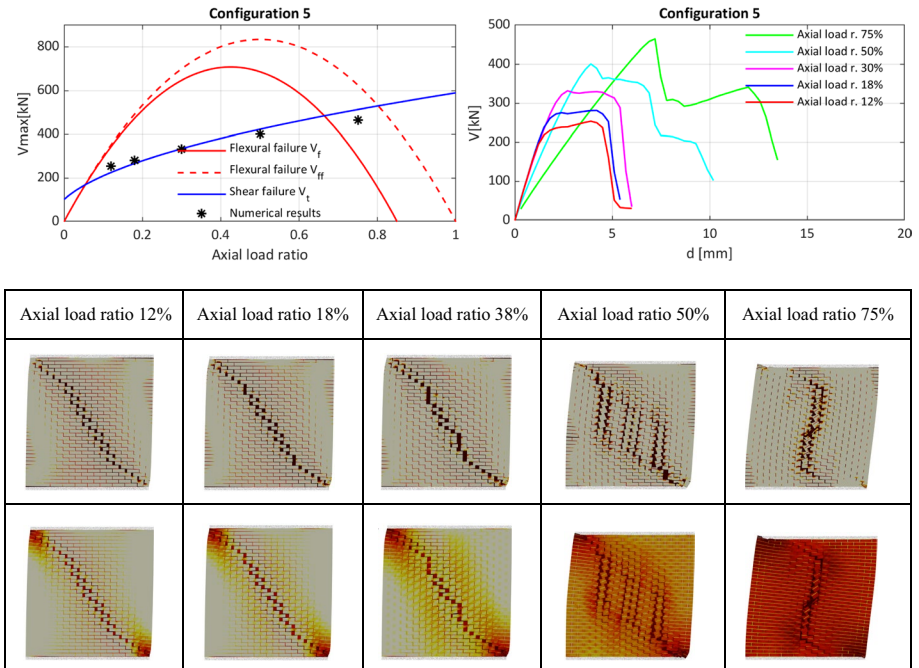 Configuration 5
800
600
400
200
0
Vmax[kN]
Flexural failure V_f
Flexural failure V_ff
Shear failure V_t
Numerical results
0 0.2 0.4 0.6 0.8 1
Axial load ratio
Configuration 5
500
400
300
200
100
0
V[kN]
Axial load r. 75%
Axial load r. 50%
Axial load r. 30%
Axial load r. 18%
Axial load r. 12%
0 5 10 15 20
d [mm]
Axial load ratio 12% Axial load ratio 18% Axial load ratio 38% Axial load ratio 50% Axial load ratio 75%